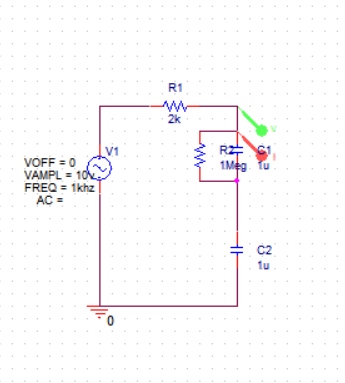 R1
2k
V1
VOFF = 0
VAMPL = 10v
FREQ = 1khz
AC =
R2
1Meg
C1
1u
V
I
C2
1u
0